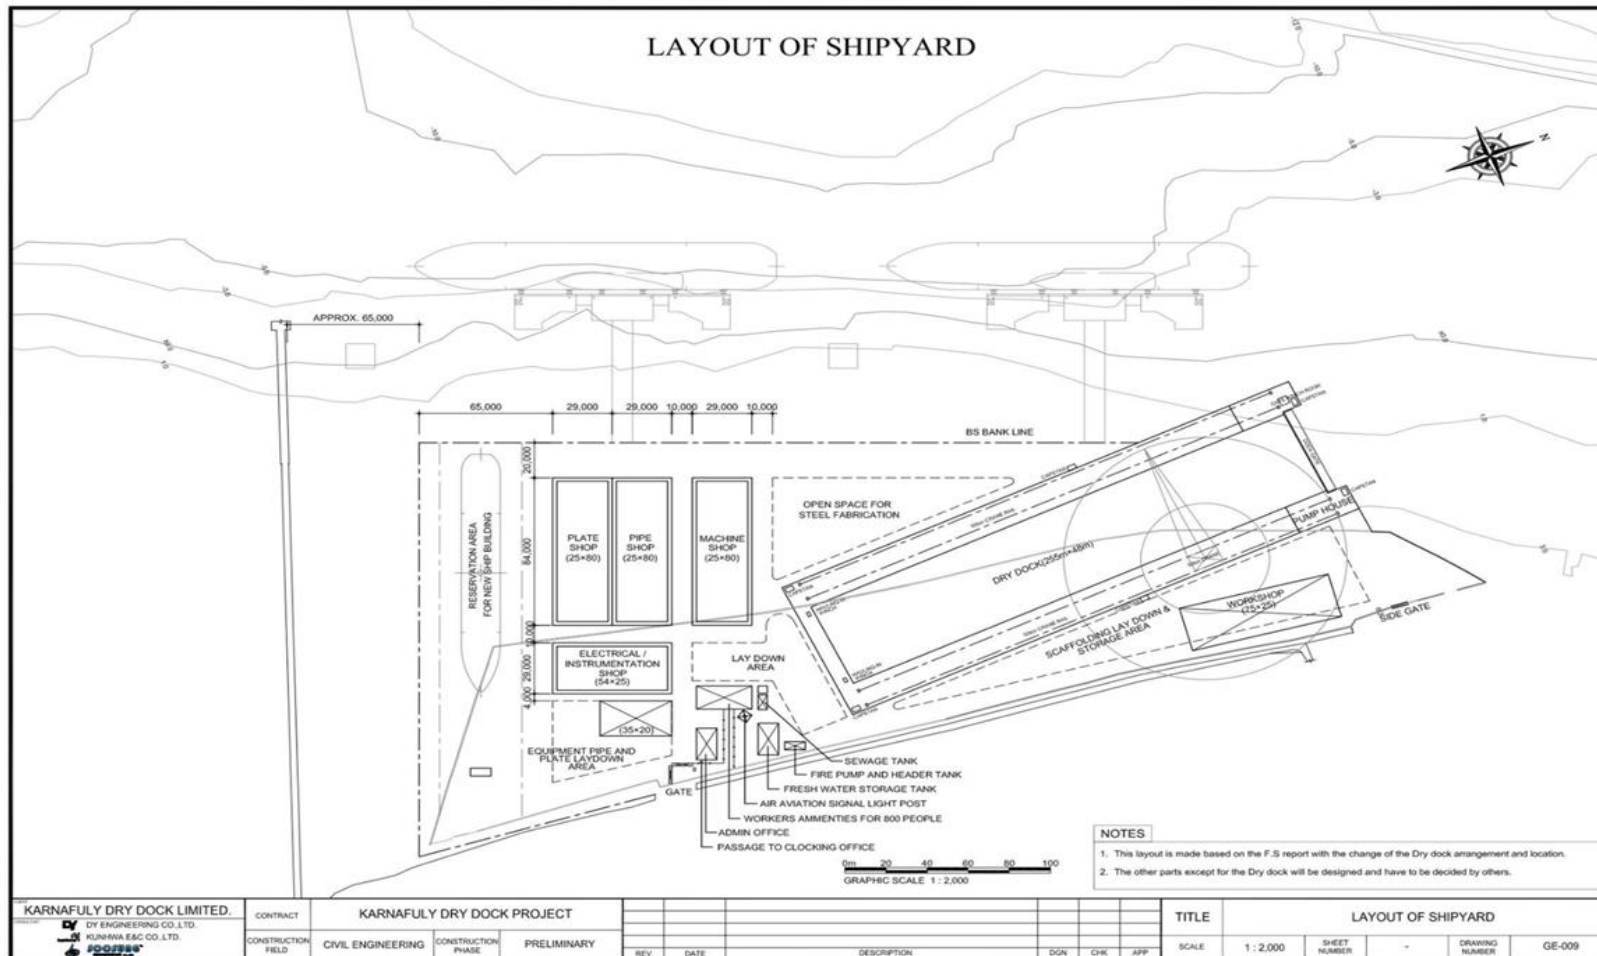 LAYOUT OF SHIPYARD
N
APPROX. 65,000
65,000
29,000
29,000
10,000
29,000
10,000
BS BANK LINE
20,000
84,000
10,000
29,000
4,000
RESERVATION AREA
FOR NEW SHIP BUILDING
PLATE
SHOP
(25×80)
PIPE
SHOP
(25×80)
MACHINE
SHOP
(25×80)
OPEN SPACE FOR
STEEL FABRICATION
CAPSTAN
CAPSTAN
CAPSTAN
PUMP HOUSE
DRY DOCK(255m×48m)
CAPSTAN
CAPSTAN
WORKSHOP
(75×25)
SCAFFOLDING LAY DOWN &
STORAGE AREA
SIDE GATE
ELECTRICAL /
INSTRUMENTATION
SHOP
(54×25)
LAY DOWN
AREA
(35×20)
EQUIPMENT PIPE AND
PLATE LAYDOWN
AREA
GATE
SEWAGE TANK
FIRE PUMP AND HEADER TANK
FRESH WATER STORAGE TANK
AIR AVIATION SIGNAL LIGHT POST
WORKERS AMMENTIES FOR 800 PEOPLE
ADMIN OFFICE
PASSAGE TO CLOCKING OFFICE
0m 20 40 60 80 100
GRAPHIC SCALE 1 : 2,000
NOTES
1. This layout is made based on the F.S report with the change of the Dry dock arrangement and location.
2. The other parts except for the Dry dock will be designed and have to be decided by others.
KARNAFULY DRY DOCK LIMITED.
DY ENGINEERING CO.,LTD.
KUNHWA E&C CO.,LTD.
CONTRACT
KARNAFULY DRY DOCK PROJECT
CONSTRUCTION
FIELD
CIVIL ENGINEERING
CONSTRUCTION
PHASE
PRELIMINARY
REV
DATE
DESCRIPTION
DGN
CHK
APP
TITLE
LAYOUT OF SHIPYARD
SCALE
1 : 2,000
SHEET
NUMBER
-
DRAWING
NUMBER
GE-009